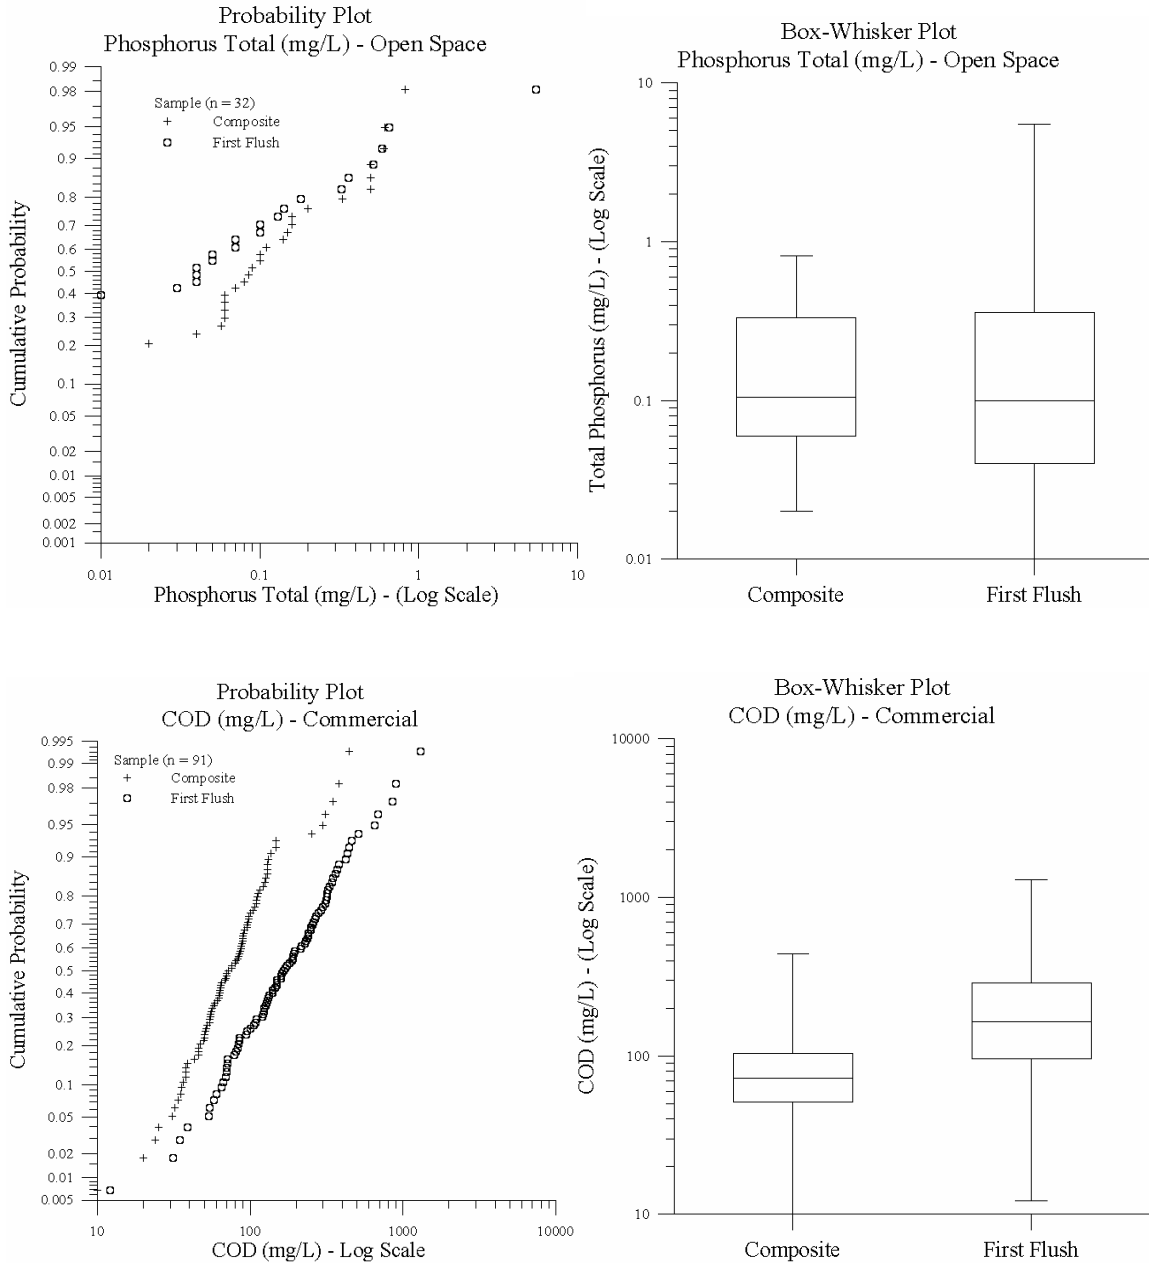 Probability Plot
Phosphorus Total (mg/L) - Open Space
0.99
0.98
0.95
0.9
0.8
0.7
0.6
0.5
0.4
0.3
0.2
0.1
0.05
0.02
0.01
0.005
0.002
0.001
Cumulative Probability
Sample (n = 32)
Composite
First Flush
0.01
0.1
1
10
Phosphorus Total (mg/L) - (Log Scale)
Box-Whisker Plot
Phosphorus Total (mg/L) - Open Space
10
1
0.1
0.01
Total Phosphorus (mg/L) - (Log Scale)
Composite
First Flush
Probability Plot
COD (mg/L) - Commercial
0.995
0.99
0.98
0.95
0.9
0.8
0.7
0.6
0.5
0.4
0.3
0.2
0.1
0.05
0.02
0.01
0.005
Cumulative Probability
Sample (n = 91)
Composite
First Flush
10
100
1000
10000
COD (mg/L) - Log Scale
Box-Whisker Plot
COD (mg/L) - Commercial
10000
1000
100
10
COD (mg/L) - (Log Scale)
Composite
First Flush